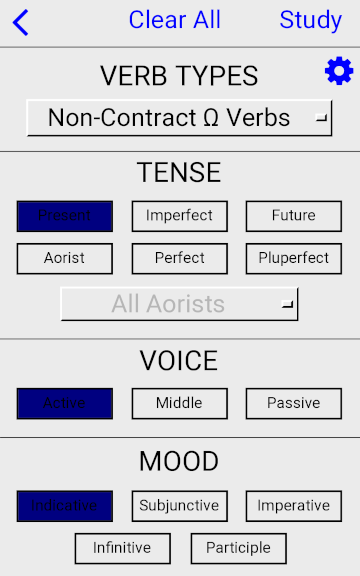 Clear All Study
VERB TYPES
Non-Contract Ω Verbs
TENSE
Present Imperfect Future
Aorist Perfect Pluperfect
All Aorists
VOICE
Active Middle Passive
MOOD
Indicative Subjunctive Imperative
Infinitive Participle